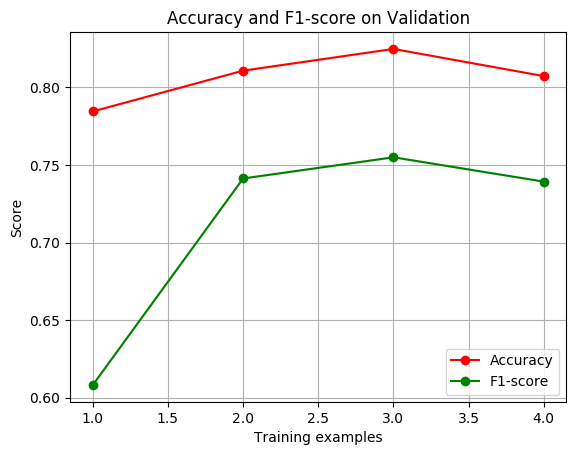 Accuracy and F1-score on Validation
Score
0.80
0.75
0.70
0.65
0.60
Accuracy
F1-score
1.0 1.5 2.0 2.5 3.0 3.5 4.0
Training examples